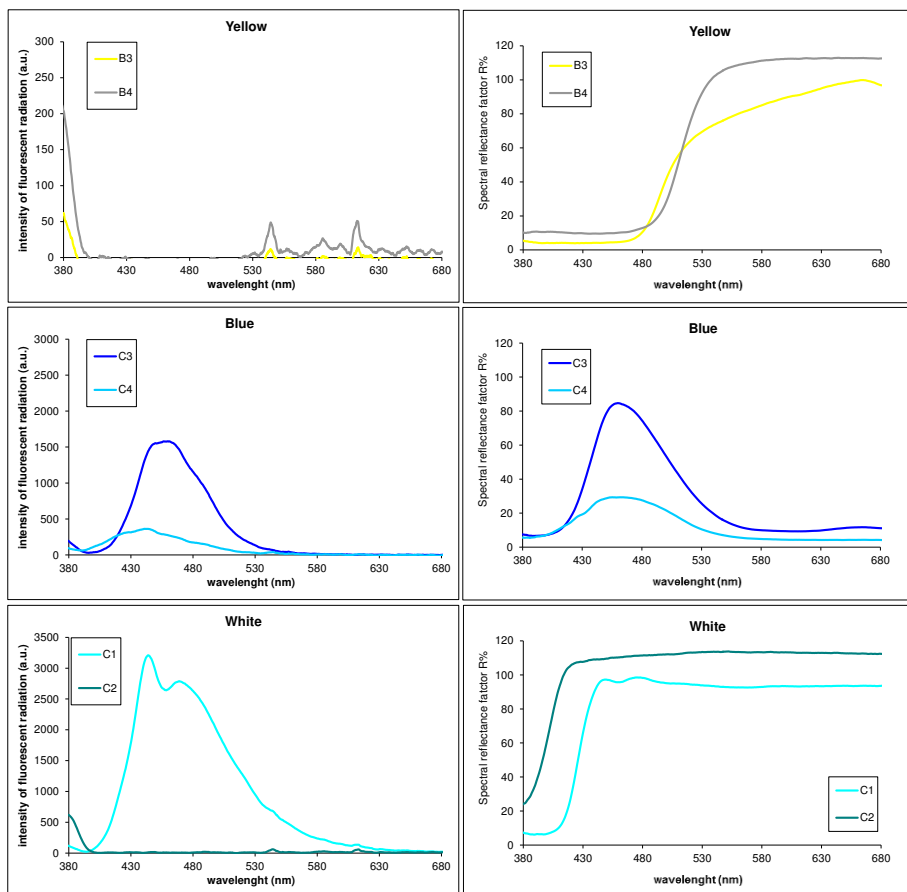 Yellow
intensity of fluorescent radiation (a.u.)
300
250
200
150
100
50
0
B3
B4
380 430 480 530 580 630 680
wavelenght (nm)
Yellow
Spectral reflectance fatctor R%
120
100
80
60
40
20
0
B3
B4
380 430 480 530 580 630 680
wavelenght (nm)
Blue
intensity of fluorescent radiation (a.u.)
3000
2500
2000
1500
1000
500
0
C3
C4
380 430 480 530 580 630 680
wavelenght (nm)
Blue
Spectral reflectance fatctor R%
120
100
80
60
40
20
0
C3
C4
380 430 480 530 580 630 680
wavelenght (nm)
White
intensity of fluorescent radiation (a.u.)
3500
3000
2500
2000
1500
1000
500
0
C1
C2
380 430 480 530 580 630 680
wavelenght (nm)
White
Spectral reflectance fatctor R%
120
100
80
60
40
20
0
C1
C2
380 430 480 530 580 630 680
wavelenght (nm)